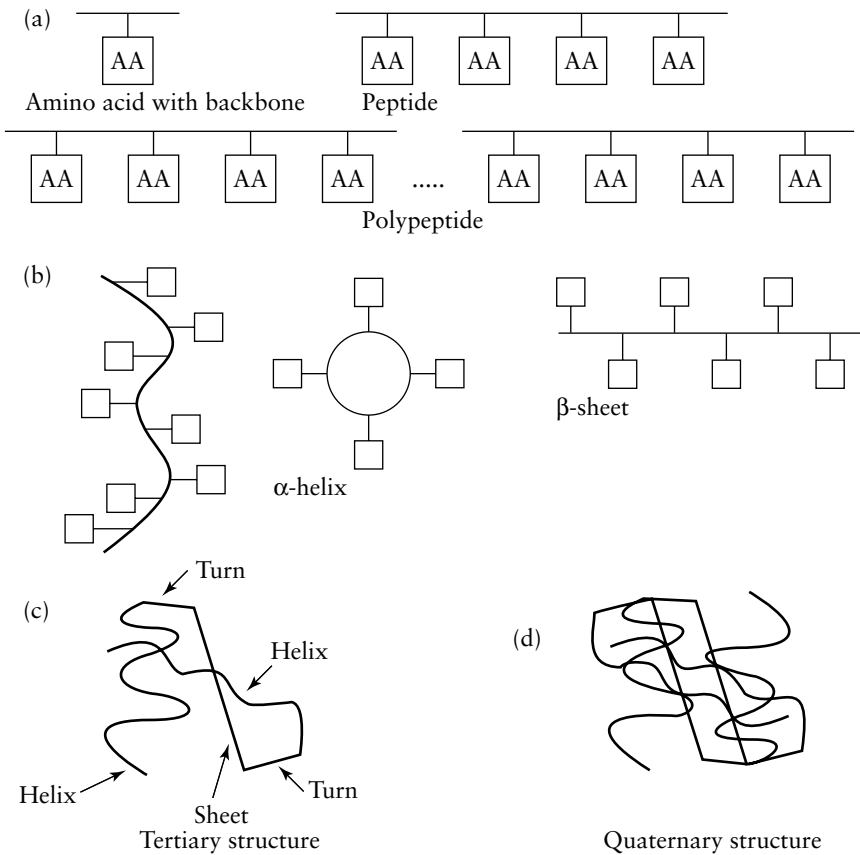 (a)
AA AA AA AA AA
Amino acid with backbone Peptide
AA AA AA AA ..... AA AA AA AA
Polypeptide
(b)
β-sheet
α-helix
(c) Turn
Helix
(d)
Helix Sheet Turn
Tertiary structure Quaternary structure